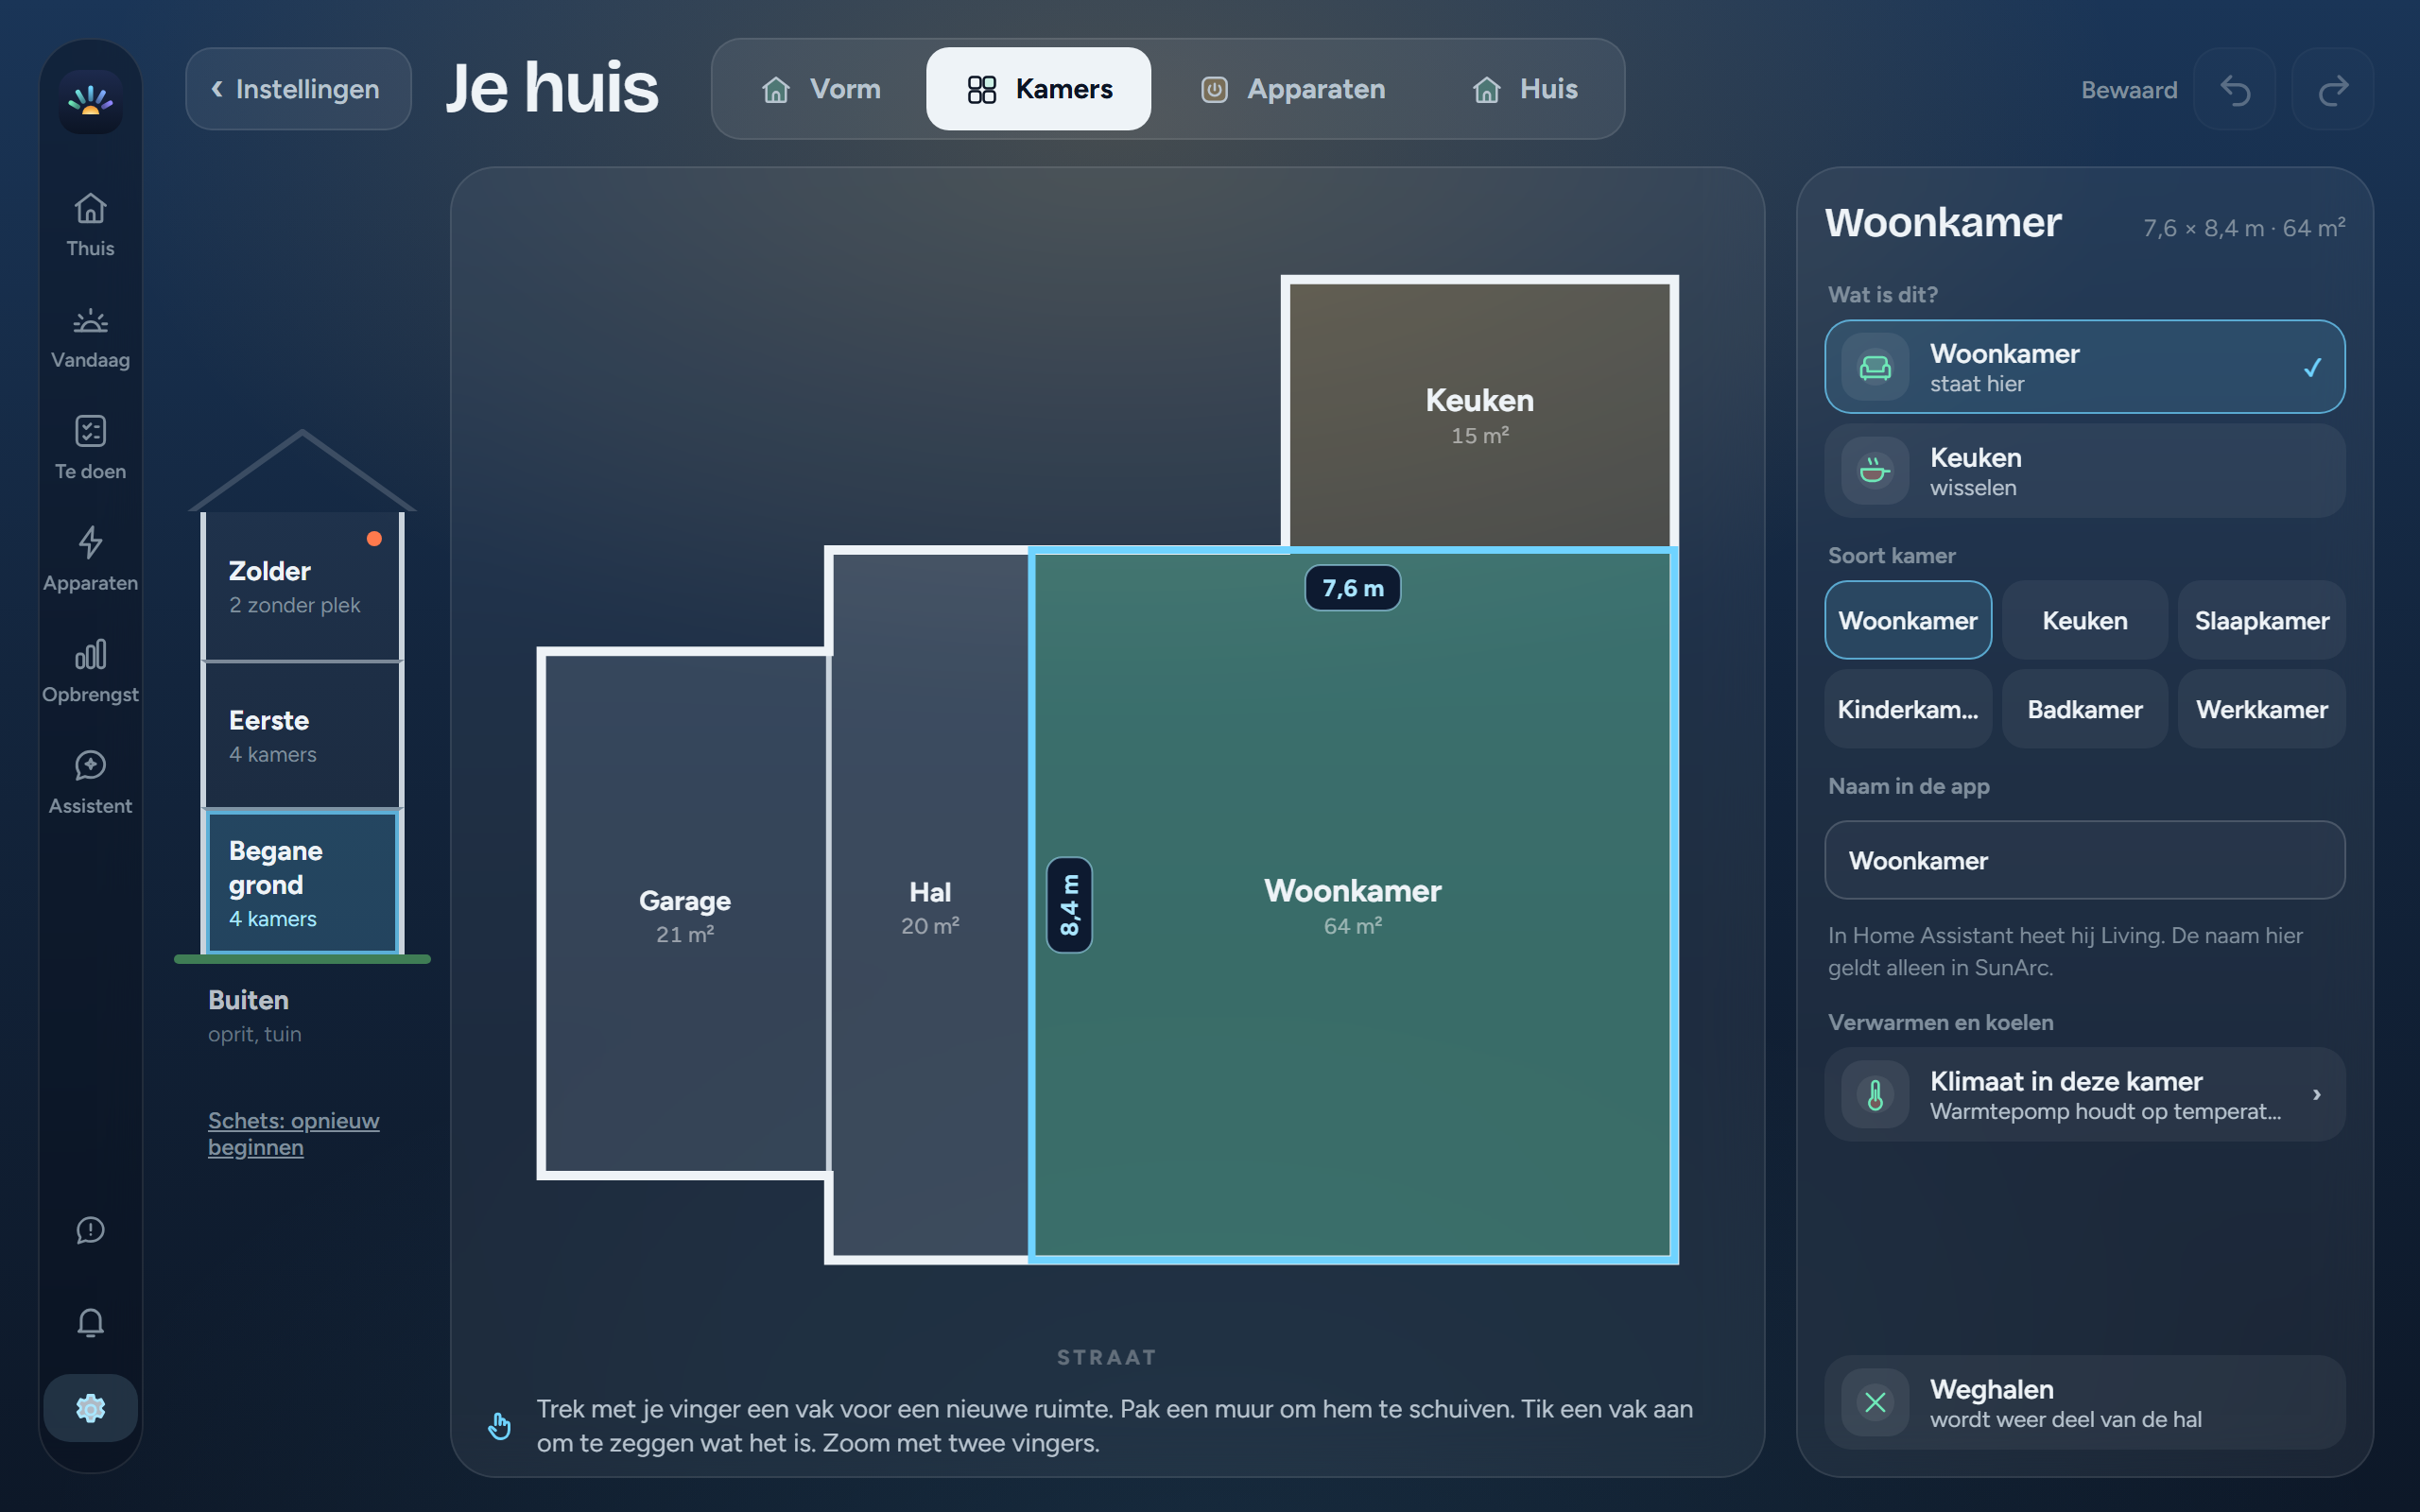 Instellingen
Je huis
Vorm
Kamers
Apparaten
Huis
Bewaard
Thuis
Vandaag
Te doen
Apparaten
Opbrengst
Assistent
Zolder
2 zonder plek
Eerste
4 kamers
Begane
grond
4 kamers
Buiten
oprit, tuin
Schets: opnieuw
beginnen
Keuken
15 m²
7,6 m
Garage
21 m²
Hal
20 m²
8,4 m
Woonkamer
64 m²
STRAAT
Trek met je vinger een vak voor een nieuwe ruimte. Pak een muur om hem te schuiven. Tik een vak aan
om te zeggen wat het is. Zoom met twee vingers.
Woonkamer
7,6 × 8,4 m · 64 m²
Wat is dit?
Woonkamer
staat hier
Keuken
wisselen
Soort kamer
Woonkamer
Keuken
Slaapkamer
Kinderkam...
Badkamer
Werkkamer
Naam in de app
Woonkamer
In Home Assistant heet hij Living. De naam hier
geldt alleen in SunArc.
Verwarmen en koelen
Klimaat in deze kamer
Warmtepomp houdt op temperat...
Weghalen
wordt weer deel van de hal